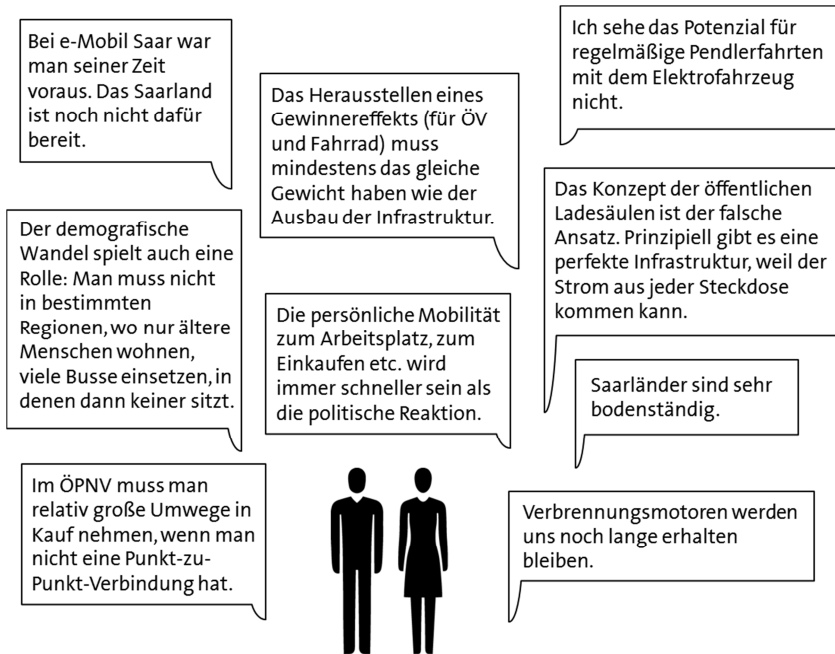 Bei e-Mobil Saar war
man seiner Zeit
voraus. Das Saarland
ist noch nicht dafür
bereit.
Das Herausstellen eines
Gewinnereffekts (für ÖV
und Fahrrad) muss
mindestens das gleiche
Gewicht haben wie der
Ausbau der Infrastruktur.
Ich sehe das Potenzial für
regelmäßige Pendlerfahrten
mit dem Elektrofahrzeug
nicht.
Der demografische
Wandel spielt auch eine
Rolle: Man muss nicht
in bestimmten
Regionen, wo nur ältere
Menschen wohnen,
viele Busse einsetzen, in
denen dann keiner sitzt.
Die persönliche Mobilität
zum Arbeitsplatz, zum
Einkaufen etc. wird
immer schneller sein als
die politische Reaktion.
Das Konzept der öffentlichen
Ladesäulen ist der falsche
Ansatz. Prinzipiell gibt es eine
perfekte Infrastruktur, weil der
Strom aus jeder Steckdose
kommen kann.
Saarländer sind sehr
bodenständig.
Im ÖPNV muss man
relativ große Umwege in
Kauf nehmen, wenn man
nicht eine Punkt-zu-
Punkt-Verbindung hat.
Verbrennungsmotoren werden
uns noch lange erhalten
bleiben.